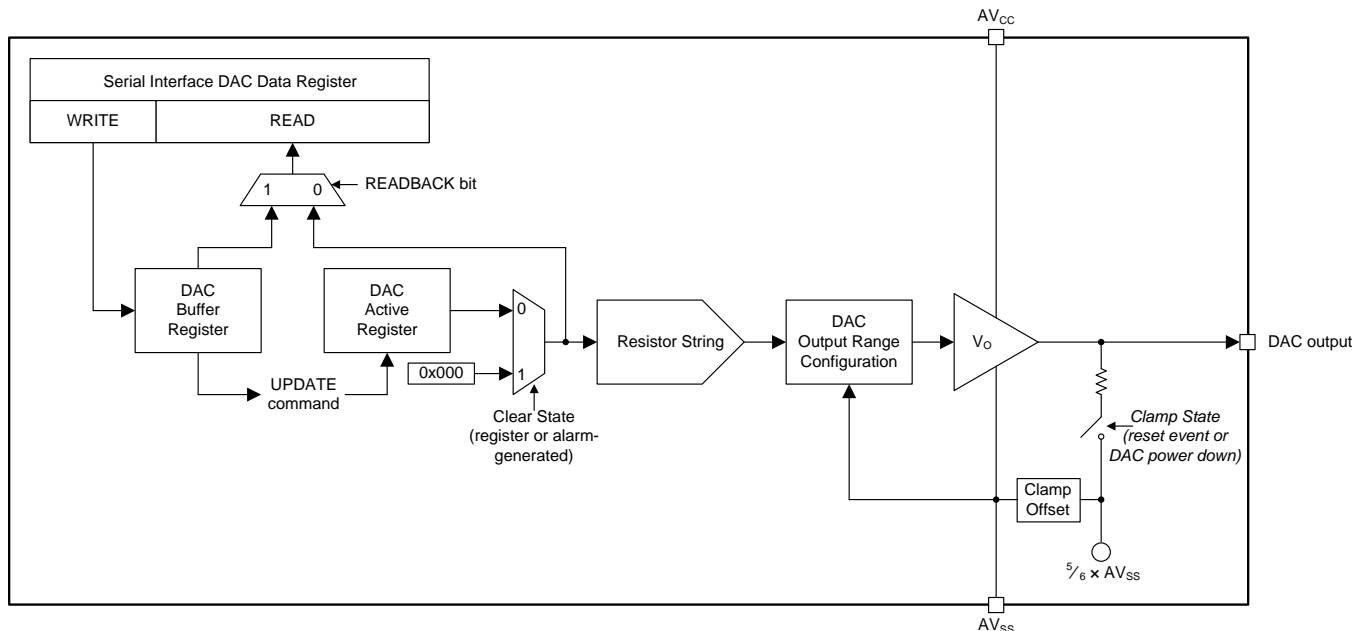 AVCC
Serial Interface DAC Data Register
WRITE
READ
1
0
READBACK bit
DAC
Buffer
Register
DAC
Active
Register
0
1
0x000
UPDATE
command
Clear State
(register or alarm-
generated)
Resistor String
DAC
Output Range
Configuration
VO
DAC output
Clamp State
(reset event or
DAC power down)
Clamp
Offset
5/6 × AVSS
AVSS